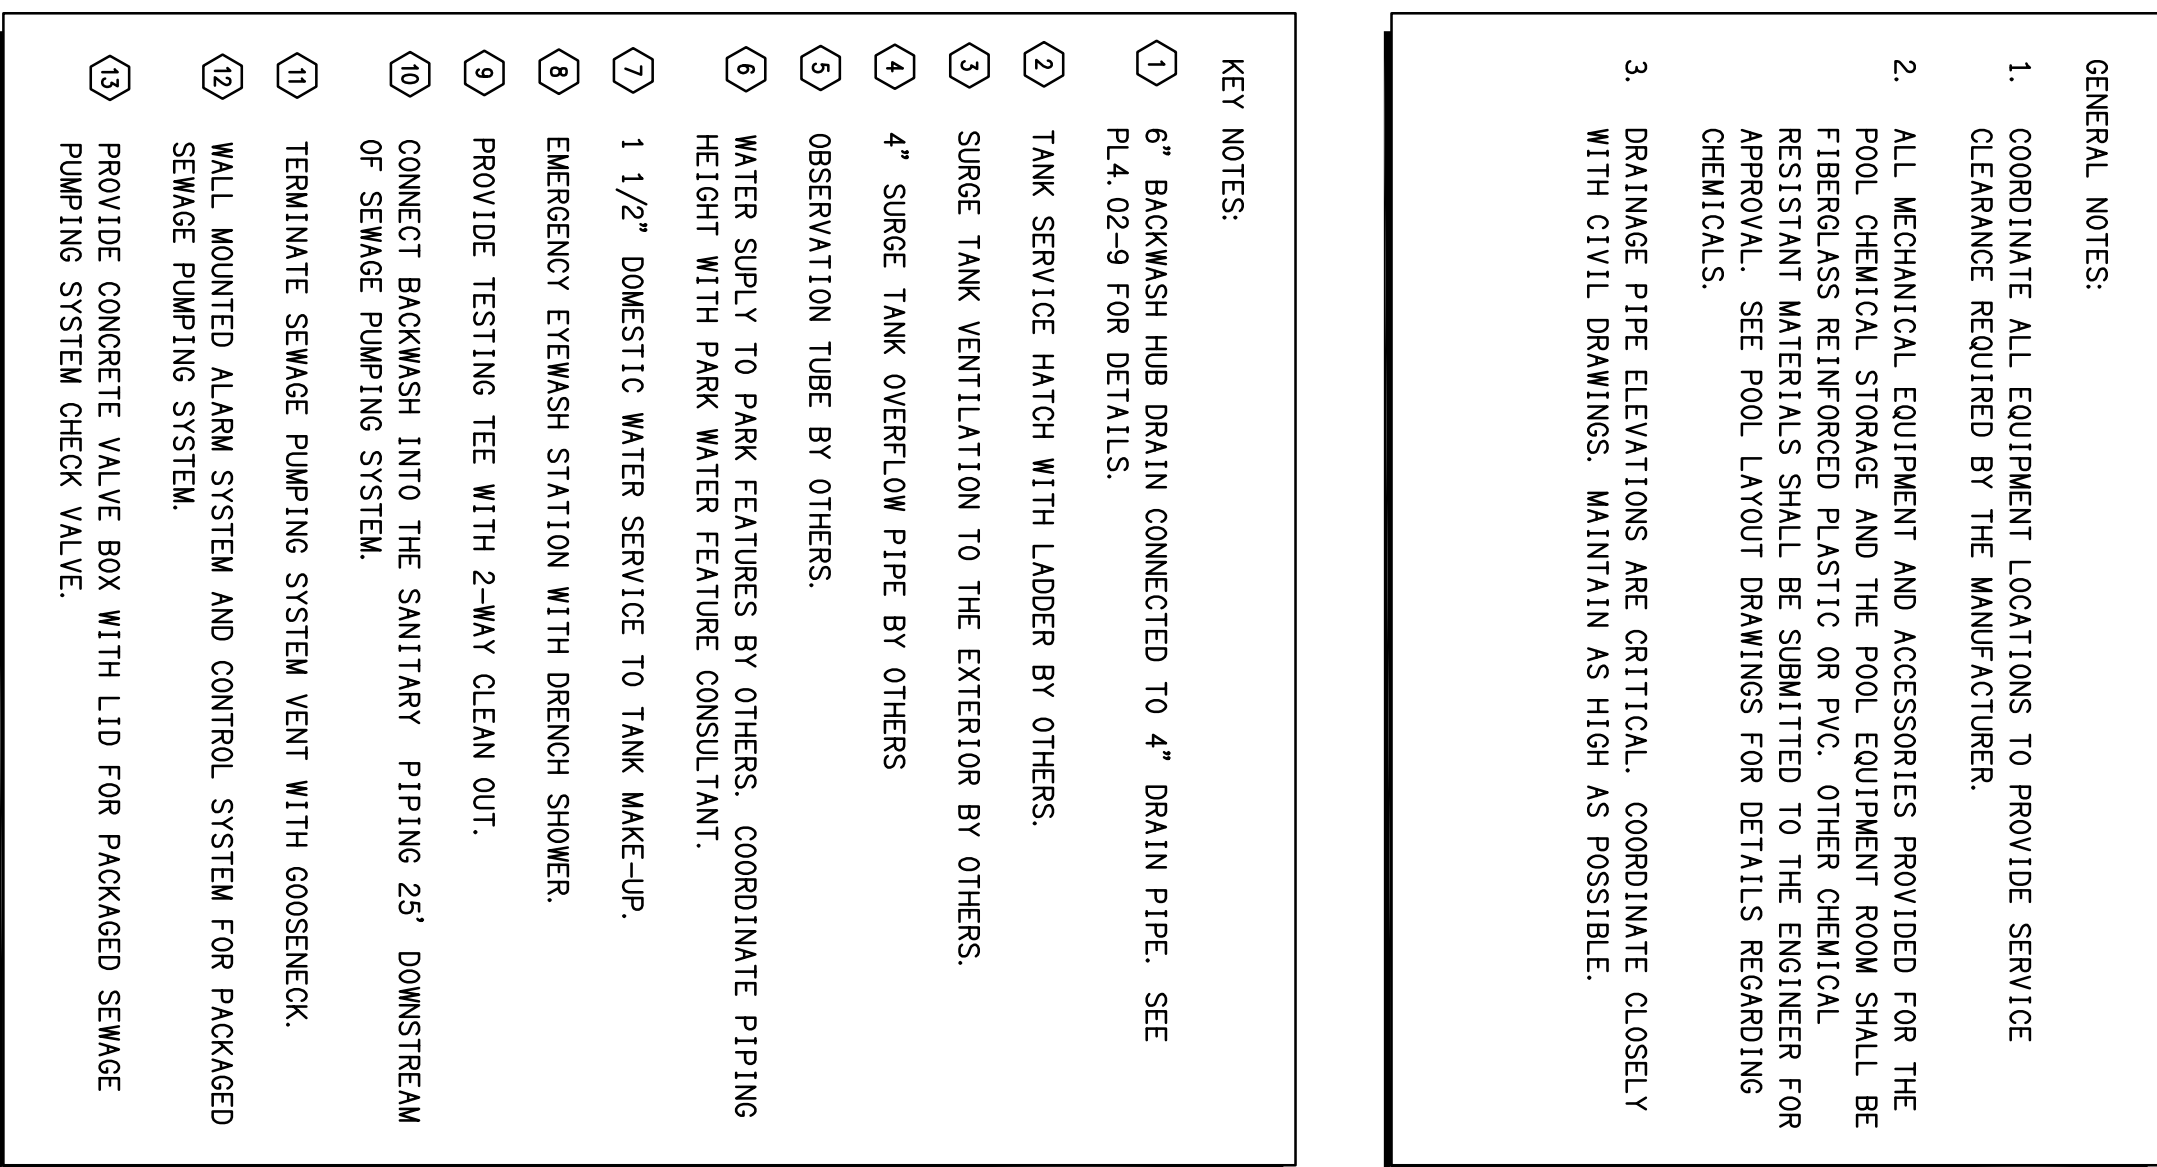 GENERAL NOTES:
1. COORDINATE ALL EQUIPMENT LOCATIONS TO PROVIDE SERVICE
CLEARANCE REQUIRED BY THE MANUFACTURER.
2. ALL MECHANICAL EQUIPMENT AND ACCESSORIES PROVIDED FOR THE
POOL CHEMICAL STORAGE AND THE POOL EQUIPMENT ROOM SHALL BE
FIBERGLASS REINFORCED PLASTIC OR PVC. OTHER CHEMICAL
RESISTANT MATERIALS SHALL BE SUBMITTED TO THE ENGINEER FOR
APPROVAL. SEE POOL LAYOUT DRAWINGS FOR DETAILS REGARDING
CHEMICALS.
3. DRAINAGE PIPE ELEVATIONS ARE CRITICAL. COORDINATE CLOSELY
WITH CIVIL DRAWINGS. MAINTAIN AS HIGH AS POSSIBLE.
KEY NOTES:
1 6" BACKWASH HUB DRAIN CONNECTED TO 4" DRAIN PIPE. SEE
PL4.02-9 FOR DETAILS.
2 TANK SERVICE HATCH WITH LADDER BY OTHERS.
3 SURGE TANK VENTILATION TO THE EXTERIOR BY OTHERS.
4 4" SURGE TANK OVERFLOW PIPE BY OTHERS
5 OBSERVATION TUBE BY OTHERS.
6 WATER SUPLY TO PARK FEATURES BY OTHERS. COORDINATE PIPING
HEIGHT WITH PARK WATER FEATURE CONSULTANT.
7 1 1/2" DOMESTIC WATER SERVICE TO TANK MAKE-UP.
8 EMERGENCY EYEWASH STATION WITH DRENCH SHOWER.
9 PROVIDE TESTING TEE WITH 2-WAY CLEAN OUT.
10 CONNECT BACKWASH INTO THE SANITARY PIPING 25' DOWNSTREAM
OF SEWAGE PUMPING SYSTEM.
11 TERMINATE SEWAGE PUMPING SYSTEM VENT WITH GOOSENECK.
12 WALL MOUNTED ALARM SYSTEM AND CONTROL SYSTEM FOR PACKAGED
SEWAGE PUMPING SYSTEM.
13 PROVIDE CONCRETE VALVE BOX WITH LID FOR PACKAGED SEWAGE
PUMPING SYSTEM CHECK VALVE.